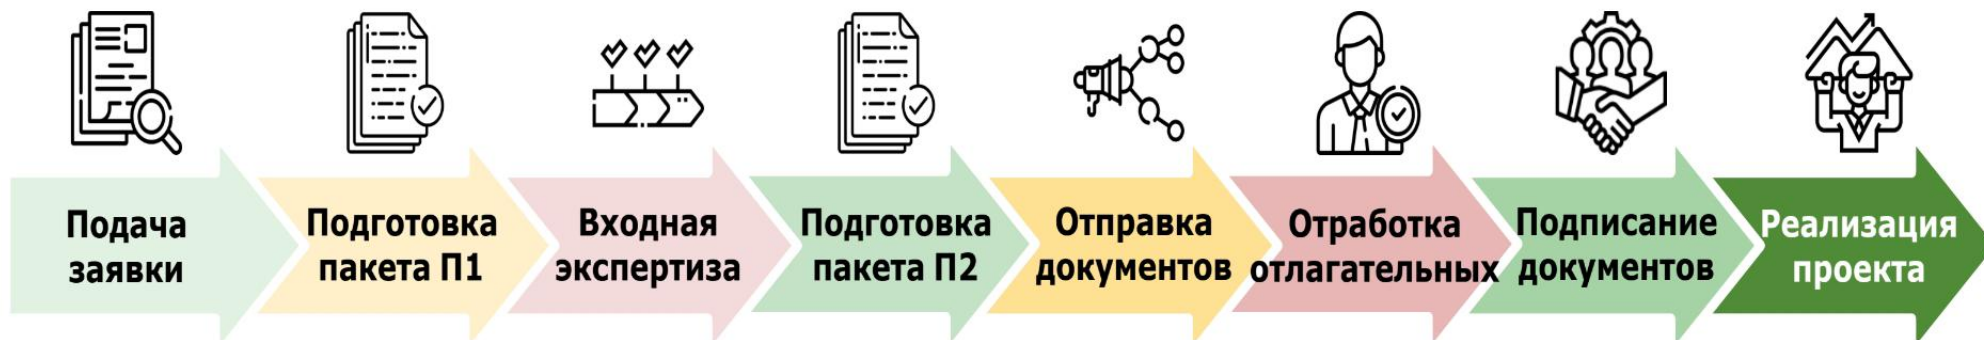 Подача
заявки
Подготовка
пакета П1
Входная
экспертиза
Подготовка
пакета П2
Отправка
документов
Отработка
отлагательных
Подписание
документов
Реализация
проекта